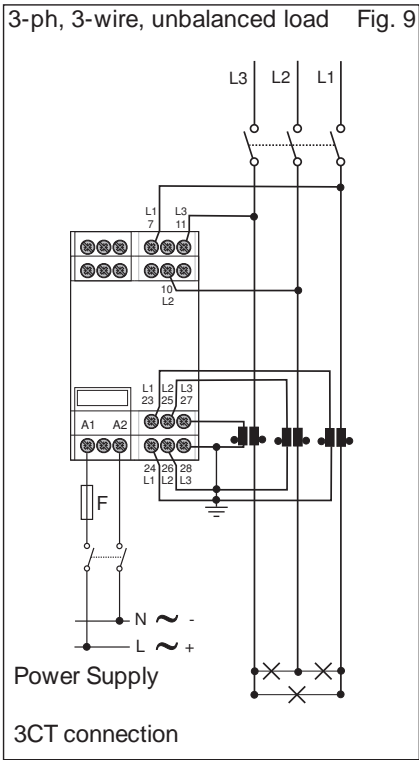 3-ph, 3-wire, unbalanced load Fig. 9
L3 L2 L1
L1 L3
7 11
10
L2
L1 L2 L3
23 25 27
A1 A2
24 26 28
L1 L2 L3
F
N ~ -
L ~ +
Power Supply
3CT connection